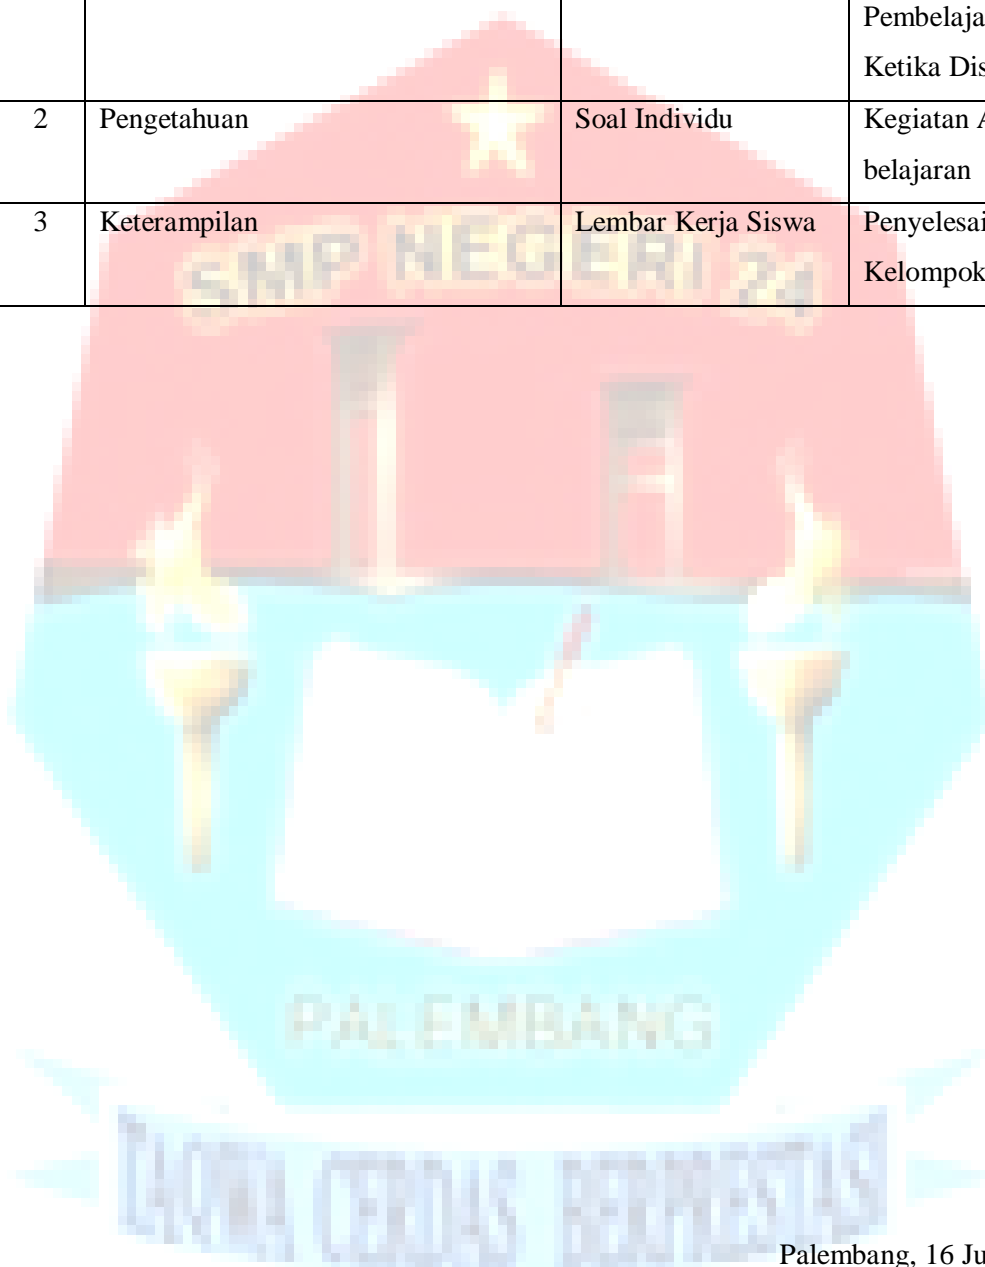 Pembelaja
Ketika Dis
2 Pengetahuan Soal Individu Kegiatan A
belajaran
3 Keterampilan Lembar Kerja Siswa Penyelesai
Kelompok
SMP NEGERI 24
PALEMBANG
TAQWA CERDAS BERPRESTASI
Palembang, 16 Ju